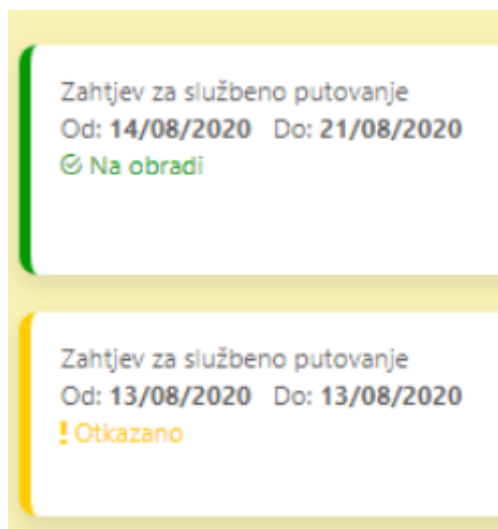 Zahtjev za službeno putovanje
Od: 14/08/2020 Do: 21/08/2020
Na obradi
Zahtjev za službeno putovanje
Od: 13/08/2020 Do: 13/08/2020
Otkazano